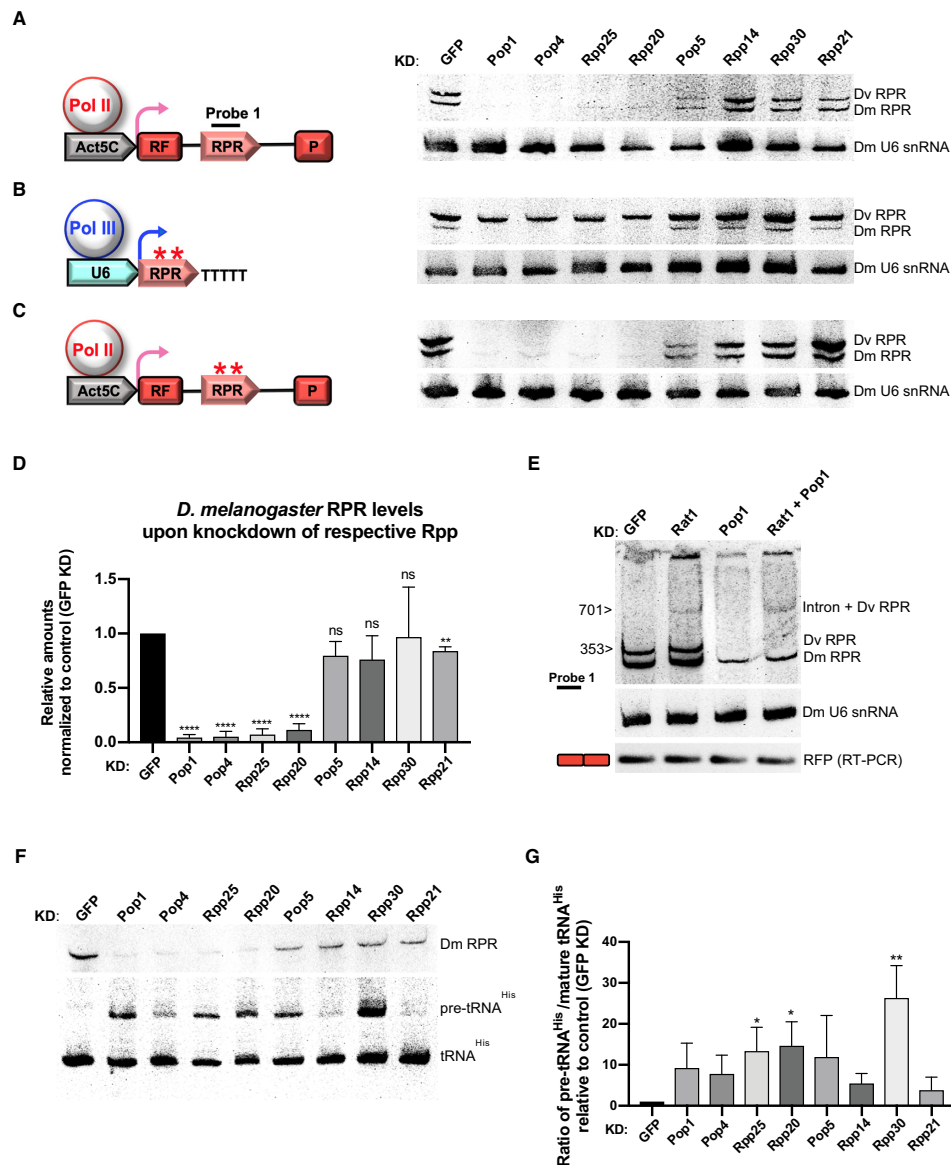 A
KD: GFP Pop1 Pop4 Rpp25 Rpp20 Pop5 Rpp14 Rpp30 Rpp21
Pol II
Probe 1
Act5C RF RPR P
Dv RPR
Dm RPR
Dm U6 snRNA
B
Pol III
**
U6 RPR TTTTT
Dv RPR
Dm RPR
Dm U6 snRNA
C
Pol II
**
Act5C RF RPR P
Dv RPR
Dm RPR
Dm U6 snRNA
D
D. melanogaster RPR levels
upon knockdown of respective Rpp
Relative amounts
normalized to control (GFP KD)
1.5
1.0
0.5
0.0
**** **** **** **** ns ns ns **
KD: GFP Pop1 Pop4 Rpp25 Rpp20 Pop5 Rpp14 Rpp30 Rpp21
E
KD: GFP Rat1 Pop1 Rat1 + Pop1
701>
Intron + Dv RPR
353>
Dv RPR
Dm RPR
Probe 1
Dm U6 snRNA
RFP (RT-PCR)
F
KD: GFP Pop1 Pop4 Rpp25 Rpp20 Pop5 Rpp14 Rpp30 Rpp21
Dm RPR
pre-tRNA^His
tRNA^His
G
Ratio of pre-tRNA^His/mature tRNA^His
relative to control (GFP KD)
40
30
20
10
0
* * **
KD: GFP Pop1 Pop4 Rpp25 Rpp20 Pop5 Rpp14 Rpp30 Rpp21